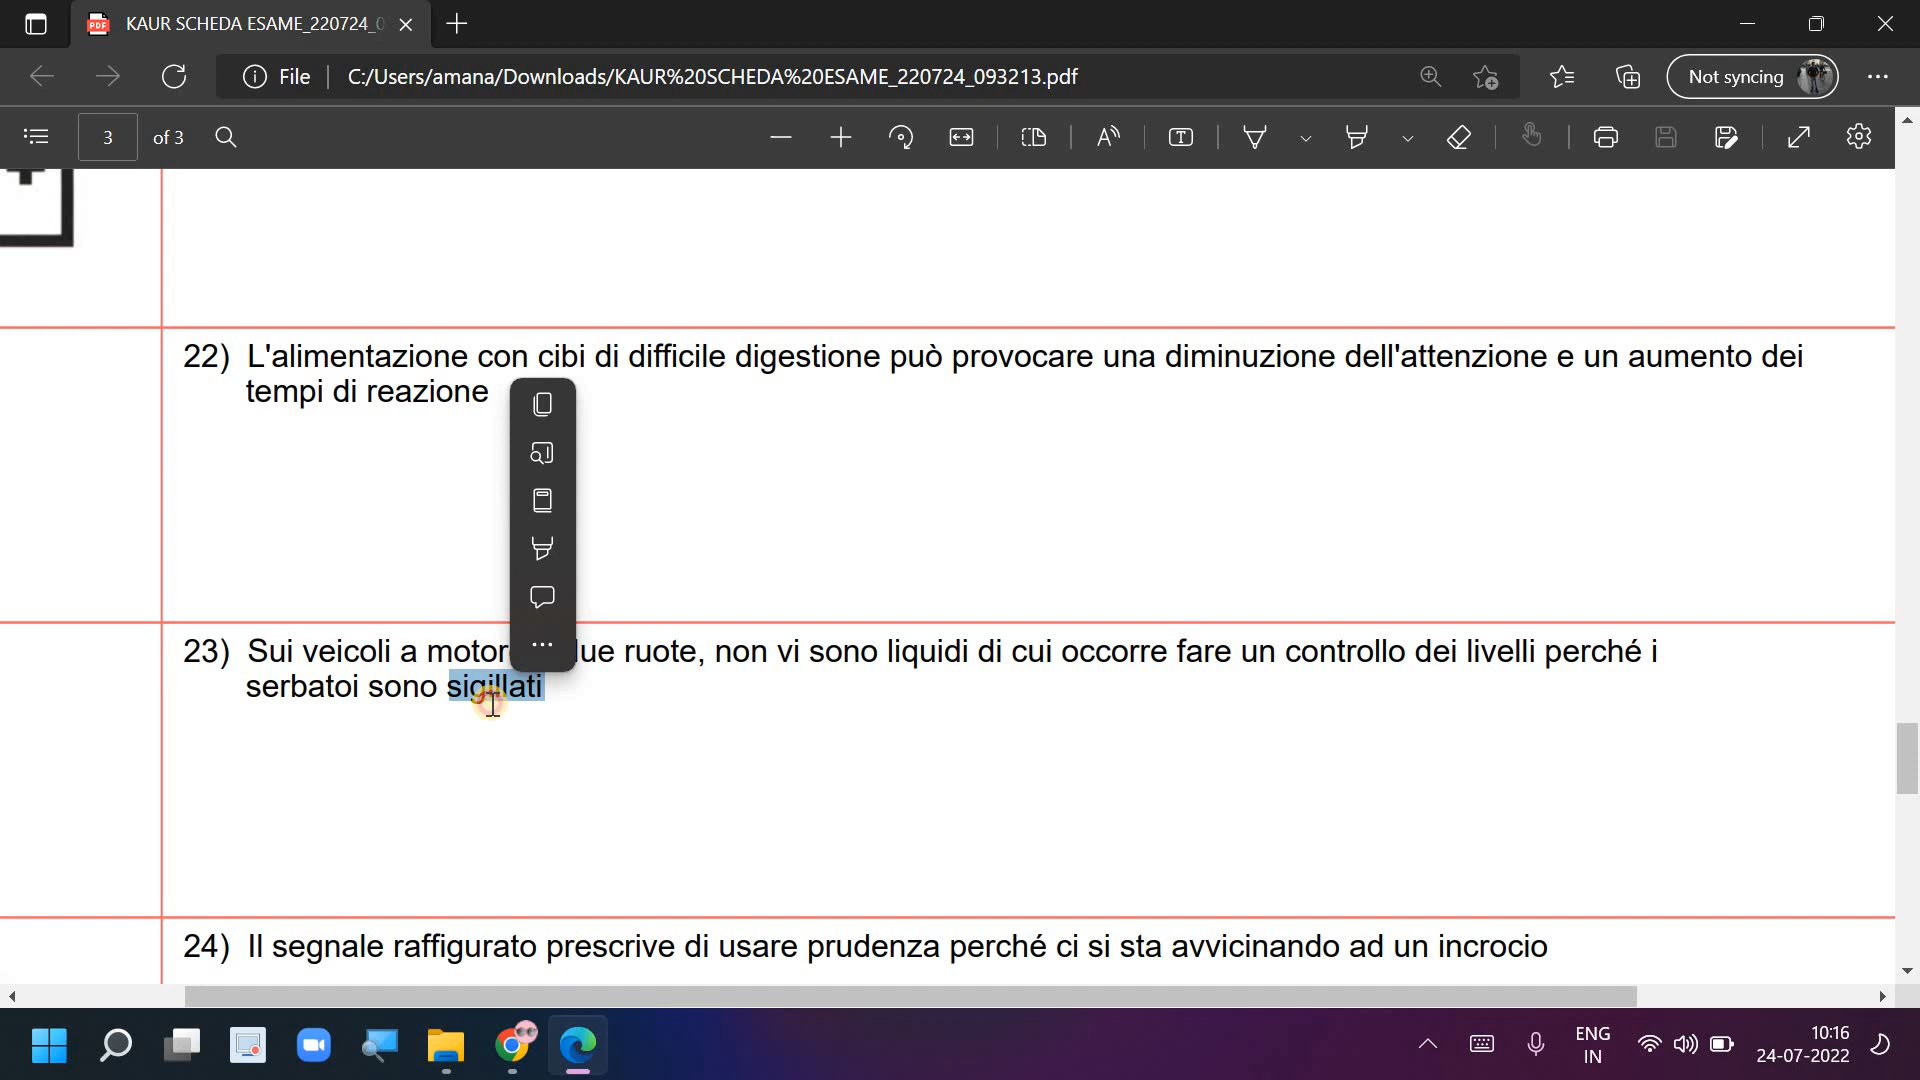 KAUR SCHEDA ESAME_220724_0
File
C:/Users/amana/Downloads/KAUR%20SCHEDA%20ESAME_220724_093213.pdf
Not syncing
3 of 3
22) L'alimentazione con cibi di difficile digestione può provocare una diminuzione dell'attenzione e un aumento dei
tempi di reazione
23) Sui veicoli a motor ue ruote, non vi sono liquidi di cui occorre fare un controllo dei livelli perché i
serbatoi sono sigillati
24) Il segnale raffigurato prescrive di usare prudenza perché ci si sta avvicinando ad un incrocio
ENG
IN
10:16
24-07-2022